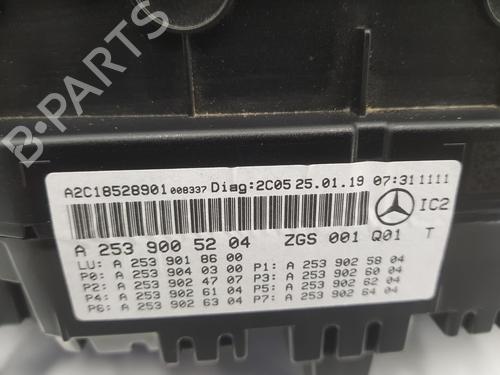 A2C18528901 008337 Diag:2C05 25.01.19 07:311111
IC2
A 253 900 52 04 ZGS 001 Q01 T
LU: A 253 901 86 00
P0: A 253 904 03 00 P1: A 253 902 58 04
P2: A 253 902 47 07 P3: A 253 902 60 04
P4: A 253 902 61 04 P5: A 253 902 62 04
P6: A 253 902 63 04 P7: A 253 902 64 04
B-PARTS